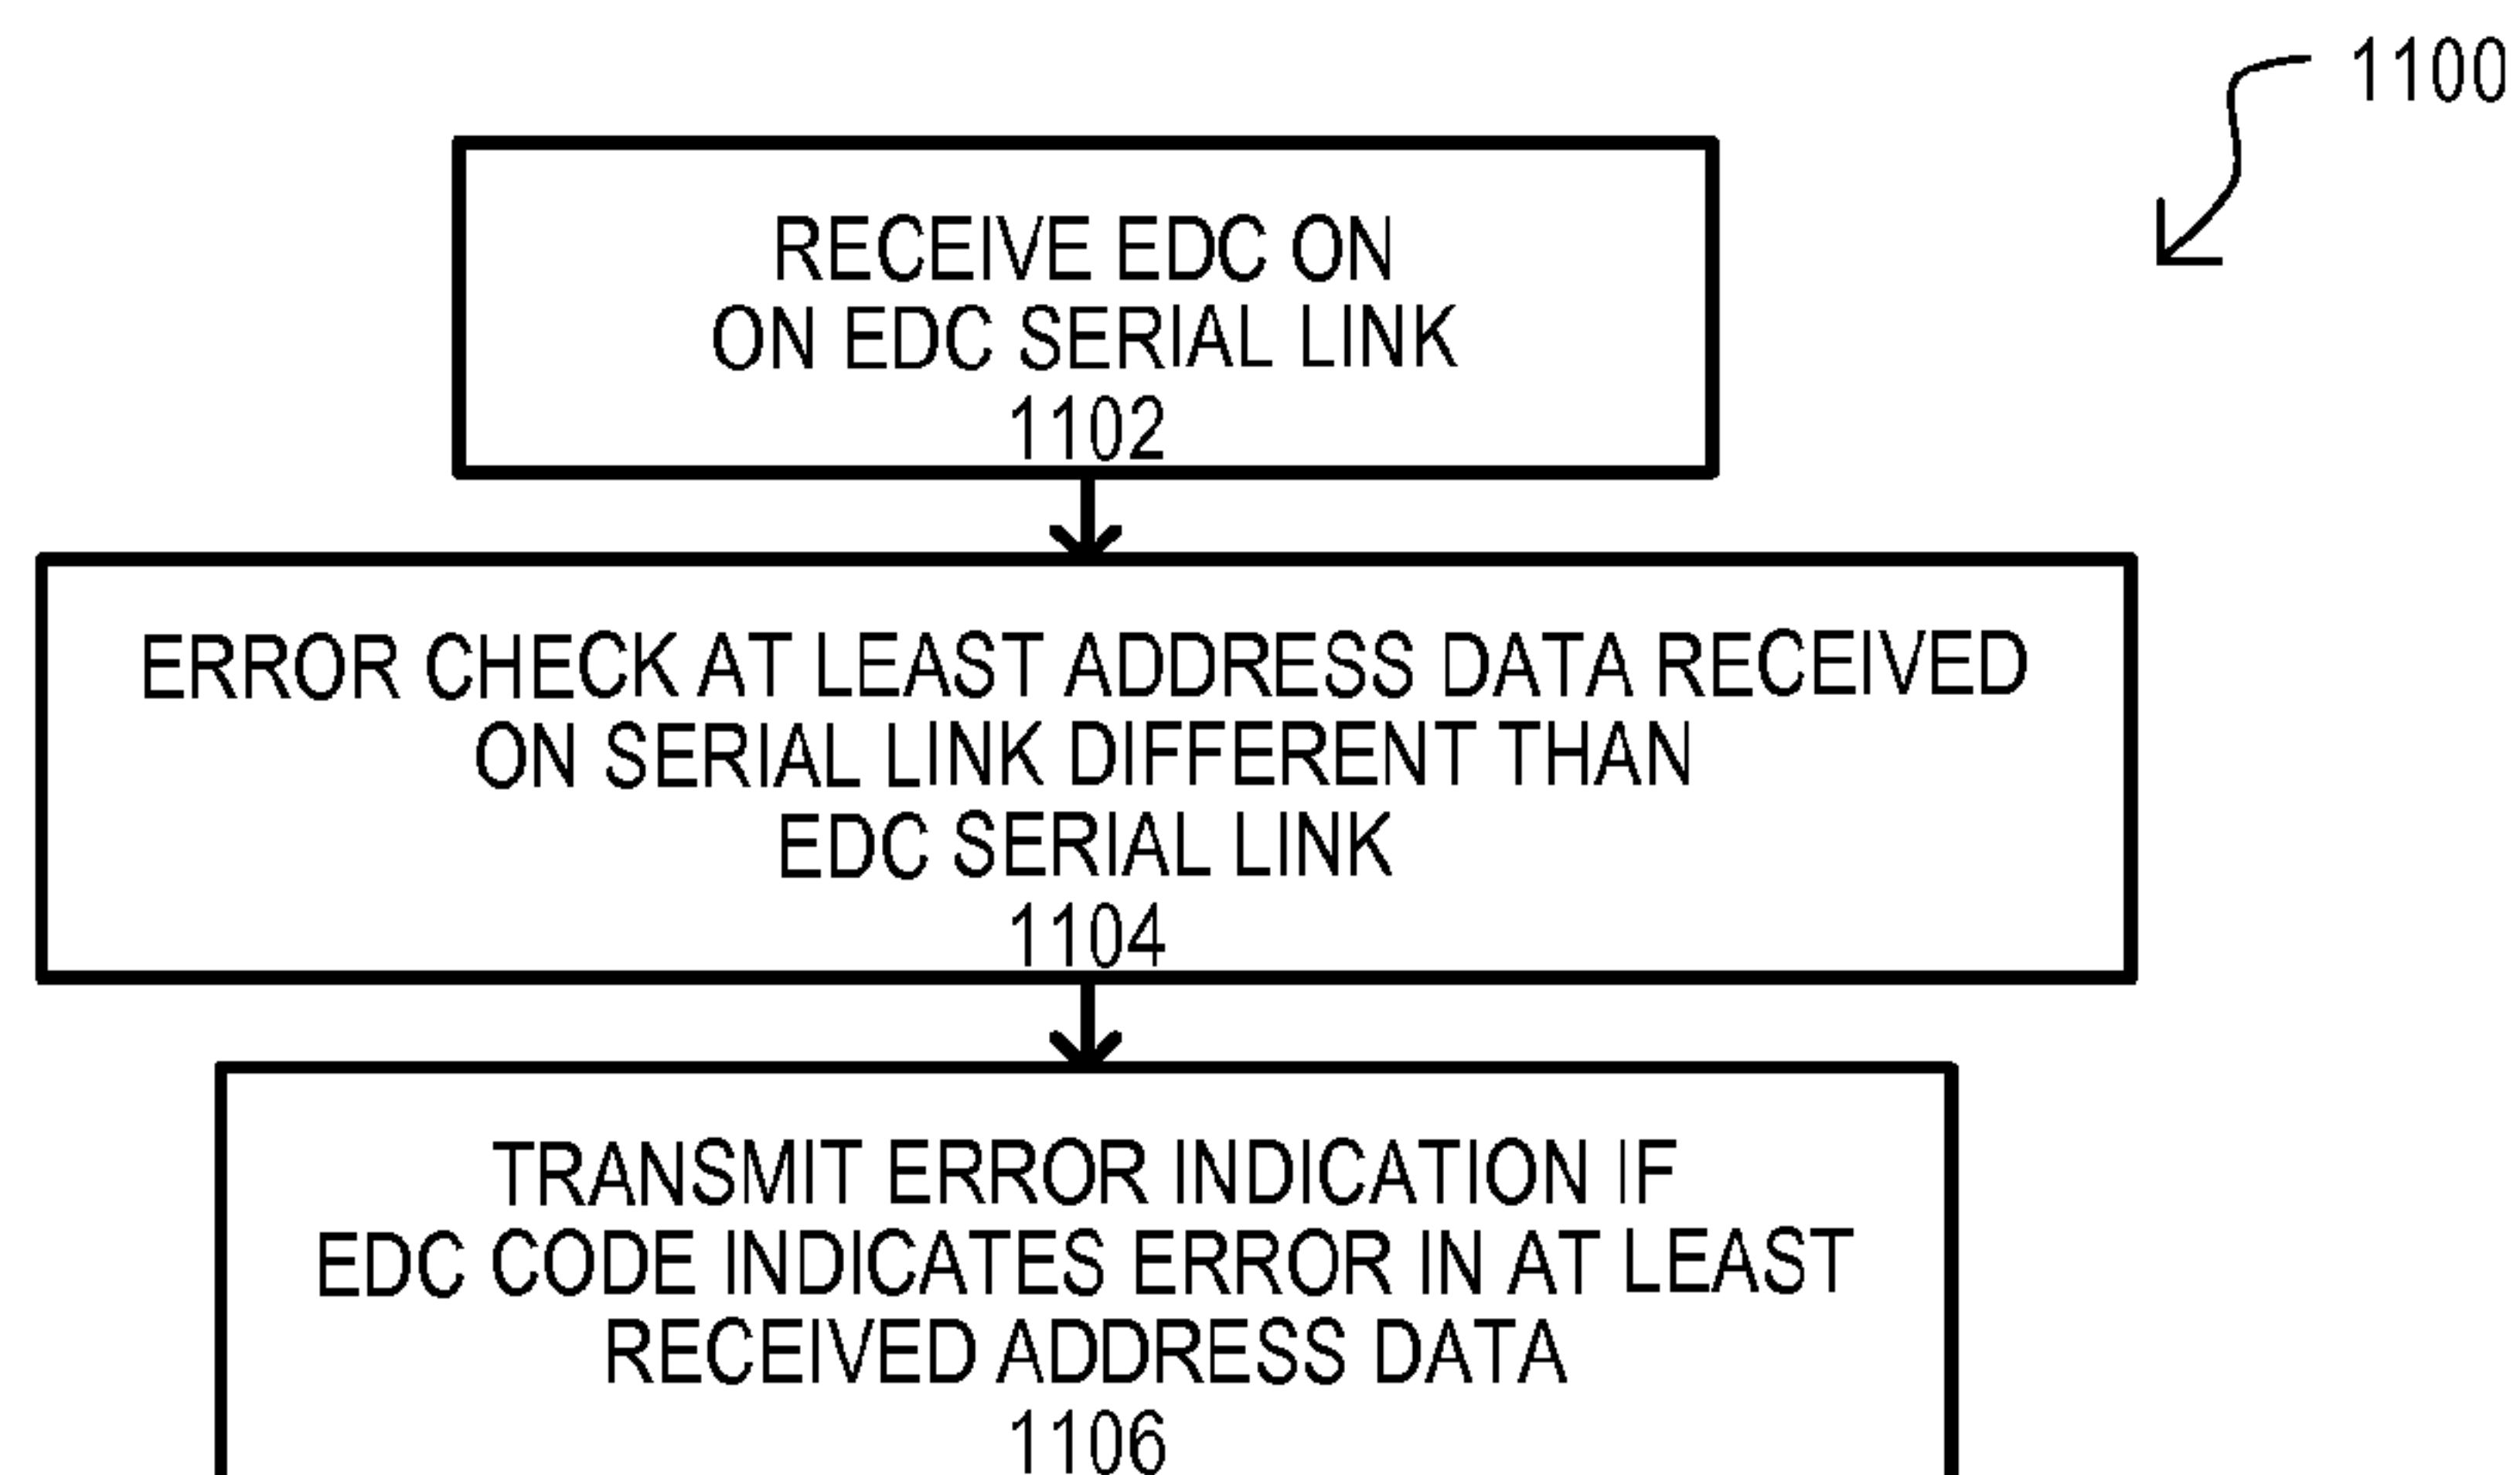 1100
RECEIVE EDC ON
ON EDC SERIAL LINK
1102
ERROR CHECK AT LEAST ADDRESS DATA RECEIVED
ON SERIAL LINK DIFFERENT THAN
EDC SERIAL LINK
1104
TRANSMIT ERROR INDICATION IF
EDC CODE INDICATES ERROR IN AT LEAST
RECEIVED ADDRESS DATA
1106